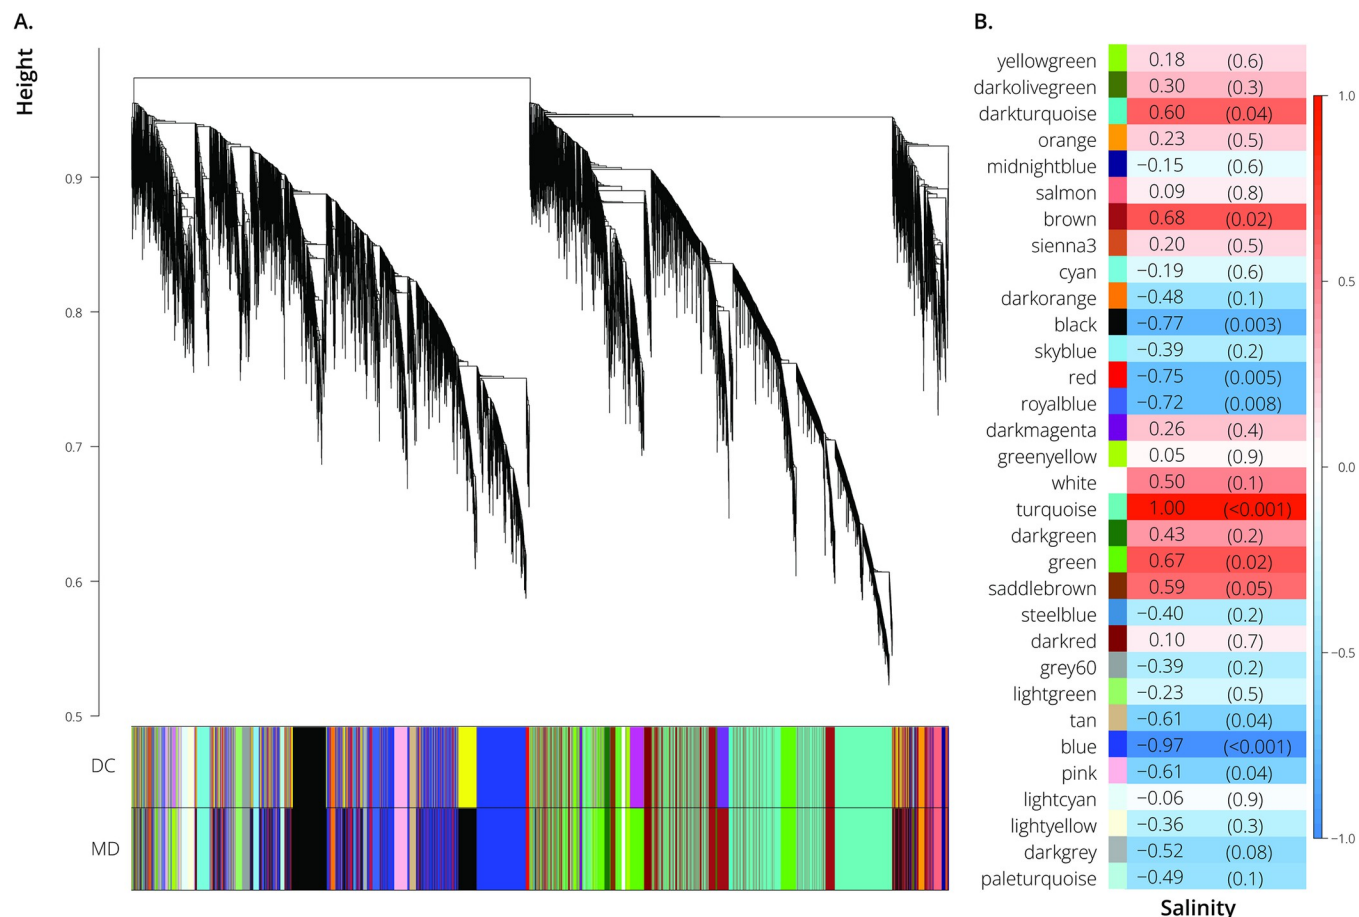 A.
Height
0.9
0.8
0.7
0.6
0.5
DC
MD
B.
yellowgreen 0.18 (0.6)
darkolivegreen 0.30 (0.3)
darkturquoise 0.60 (0.04)
orange 0.23 (0.5)
midnightblue −0.15 (0.6)
salmon 0.09 (0.8)
brown 0.68 (0.02)
sienna3 0.20 (0.5)
cyan −0.19 (0.6)
darkorange −0.48 (0.1)
black −0.77 (0.003)
skyblue −0.39 (0.2)
red −0.75 (0.005)
royalblue −0.72 (0.008)
darkmagenta 0.26 (0.4)
greenyellow 0.05 (0.9)
white 0.50 (0.1)
turquoise 1.00 (<0.001)
darkgreen 0.43 (0.2)
green 0.67 (0.02)
saddlebrown 0.59 (0.05)
steelblue −0.40 (0.2)
darkred 0.10 (0.7)
grey60 −0.39 (0.2)
lightgreen −0.23 (0.5)
tan −0.61 (0.04)
blue −0.97 (<0.001)
pink −0.61 (0.04)
lightcyan −0.06 (0.9)
lightyellow −0.36 (0.3)
darkgrey −0.52 (0.08)
paleturquoise −0.49 (0.1)
Salinity
1.0
0.5
0.0
−0.5
−1.0